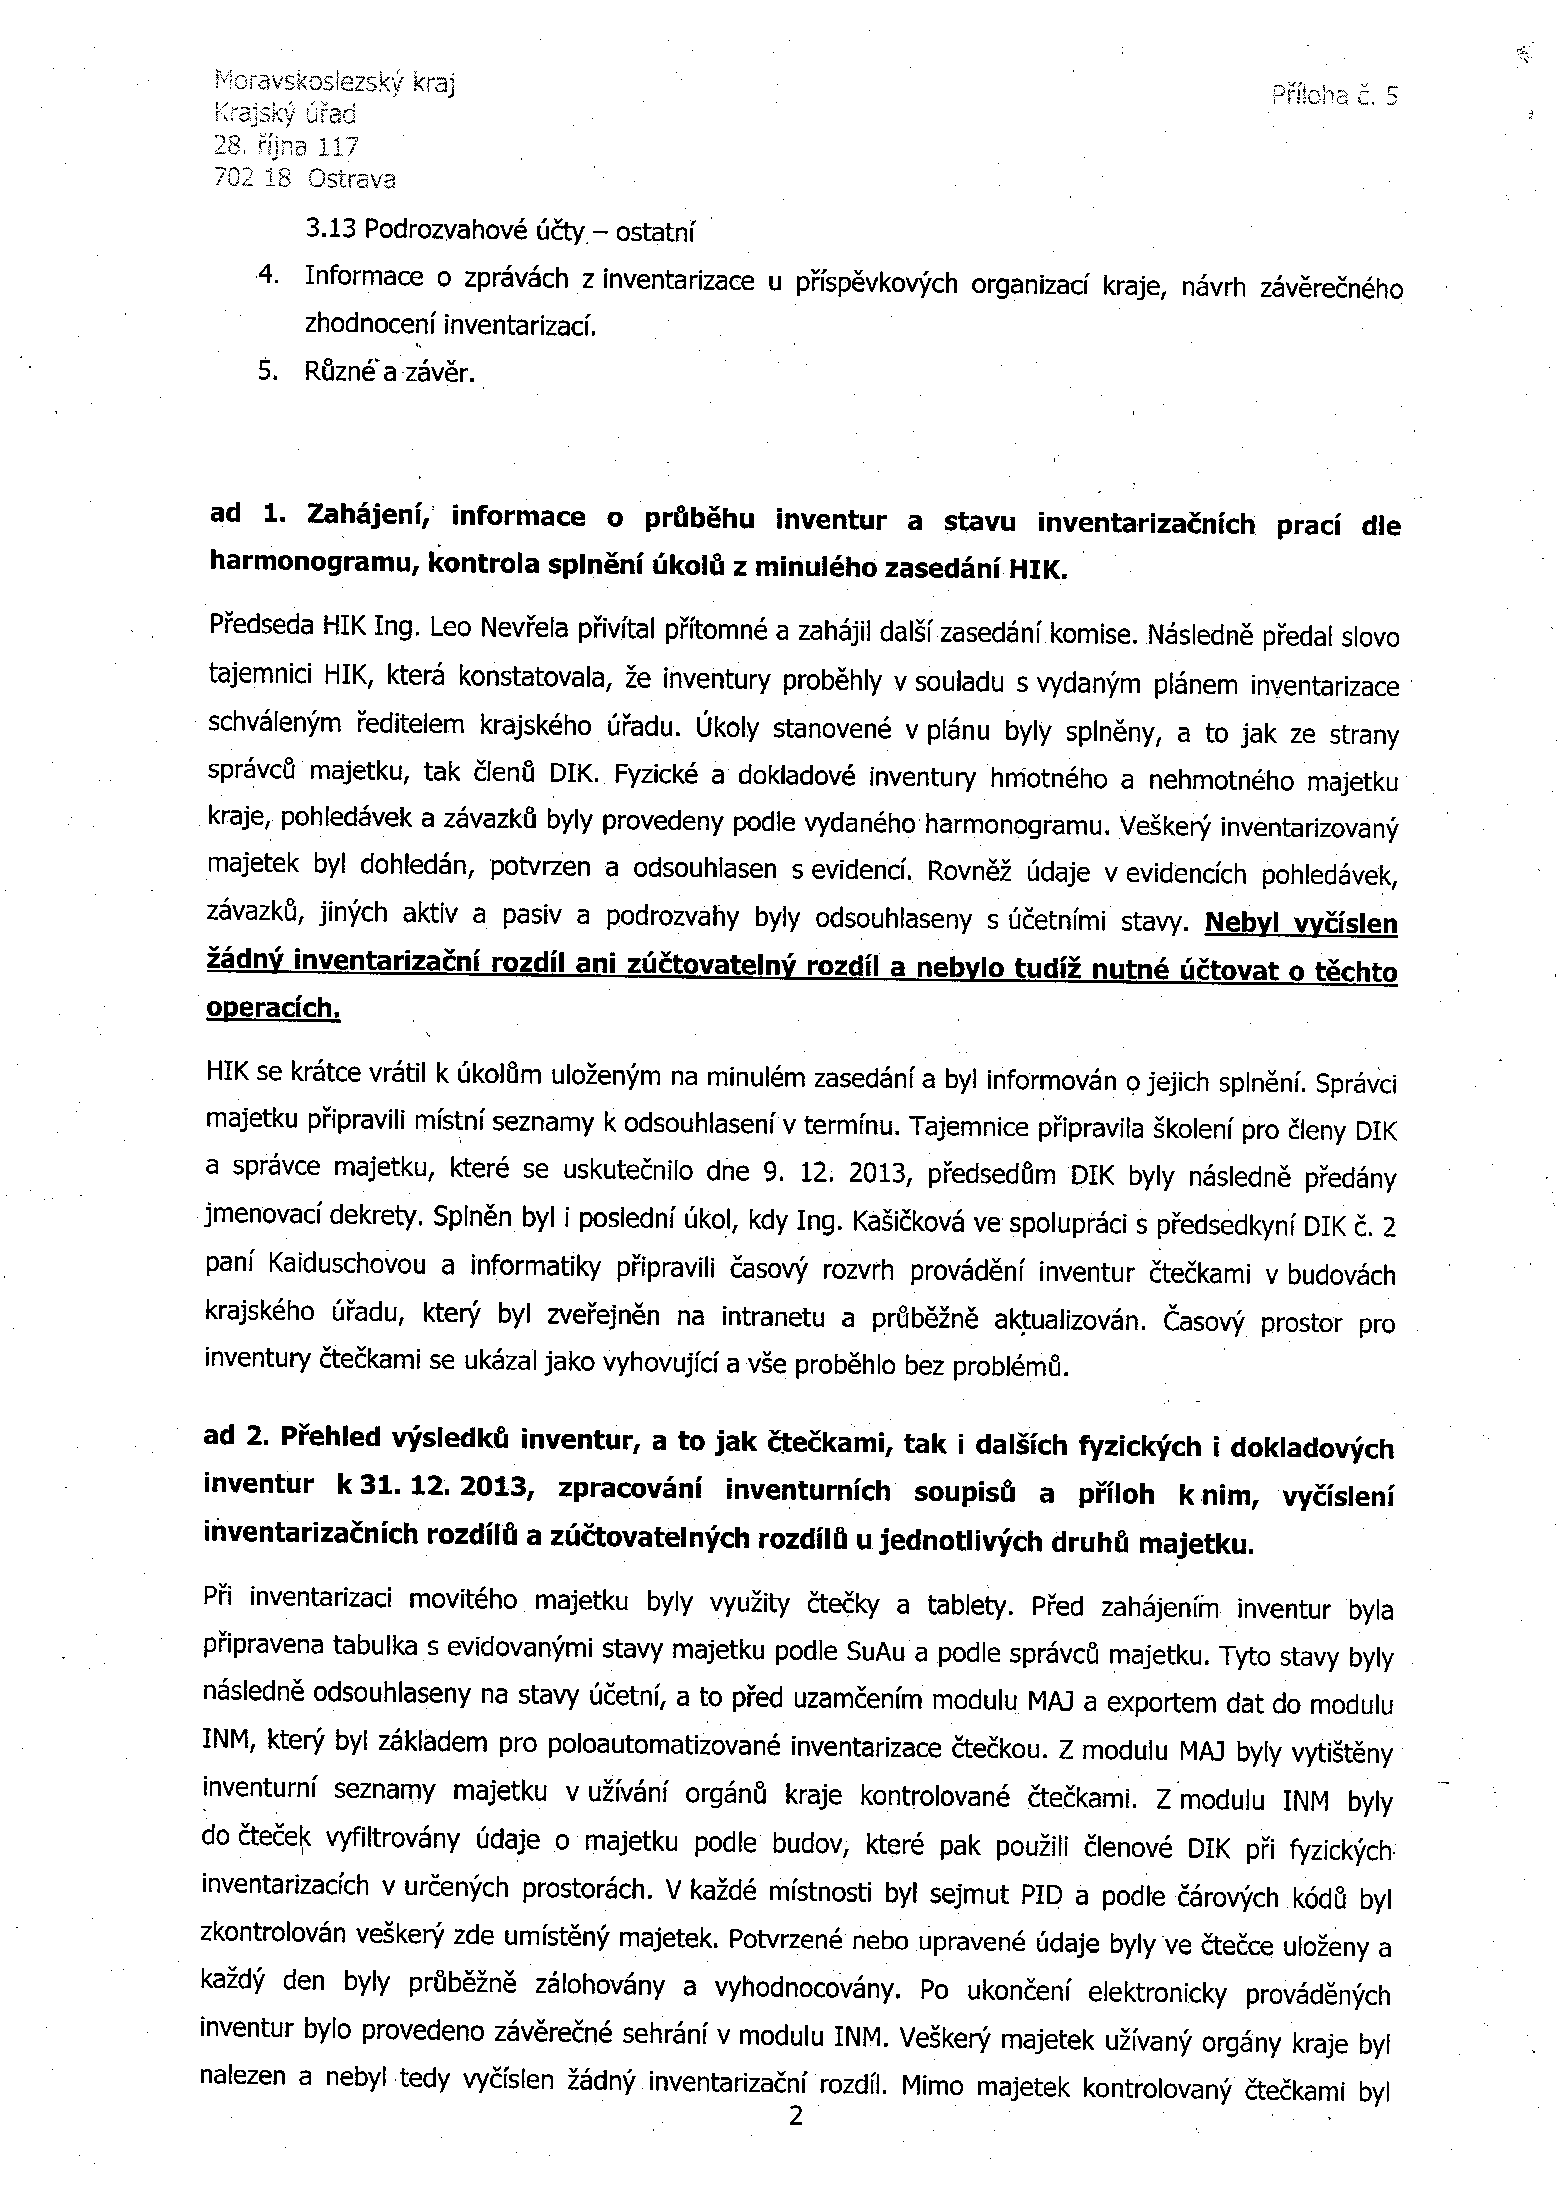 Moravskoslezský kraj
Krajský úřad
28. října 117
702 18 Ostrava
Příloha č. 5
3.13 Podrozvahové účty – ostatní
4. Informace o zprávách z inventarizace u příspěvkových organizací kraje, návrh závěrečného
zhodnocení inventarizací.
5. Různé a závěr.
ad 1. Zahájení, informace o průběhu inventur a stavu inventarizačních prací dle
harmonogramu, kontrola splnění úkolů z minulého zasedání HIK.
Předseda HIK Ing. Leo Nevřela přivítal přítomné a zahájil další zasedání komise. Následně předal slovo
tajemnici HIK, která konstatovala, že inventury proběhly v souladu s vydaným plánem inventarizace
schváleným ředitelem krajského úřadu. Úkoly stanovené v plánu byly splněny, a to jak ze strany
správců majetku, tak členů DIK. Fyzické a dokladové inventury hmotného a nehmotného majetku
kraje, pohledávek a závazků byly provedeny podle vydaného harmonogramu. Veškerý inventarizovaný
majetek byl dohledán, potvrzen a odsouhlasen s evidencí. Rovněž údaje v evidencích pohledávek,
závazků, jiných aktiv a pasiv a podrozvahy byly odsouhlaseny s účetními stavy. Nebyl vyčíslen
žádný inventarizační rozdíl ani zúčtovatelný rozdíl a nebylo tudíž nutné účtovat o těchto
operacích.
HIK se krátce vrátil k úkolům uloženým na minulém zasedání a byl informován o jejich splnění. Správci
majetku připravili místní seznamy k odsouhlasení v termínu. Tajemnice připravila školení pro členy DIK
a správce majetku, které se uskutečnilo dne 9. 12. 2013, předsedům DIK byly následně předány
jmenovací dekrety. Splněn byl i poslední úkol, kdy Ing. Kašičková ve spolupráci s předsedkyní DIK č. 2
paní Kaiduschovou a informatiky připravili časový rozvrh provádění inventur čtečkami v budovách
krajského úřadu, který byl zveřejněn na intranetu a průběžně aktualizován. Časový prostor pro
inventury čtečkami se ukázal jako vyhovující a vše proběhlo bez problémů.
ad 2. Přehled výsledků inventur, a to jak čtečkami, tak i dalších fyzických i dokladových
inventur k 31. 12. 2013, zpracování inventurních soupisů a příloh k nim, vyčíslení
inventarizačních rozdílů a zúčtovatelných rozdílů u jednotlivých druhů majetku.
Při inventarizaci movitého majetku byly využity čtečky a tablety. Před zahájením inventur byla
připravena tabulka s evidovanými stavy majetku podle SuAu a podle správců majetku. Tyto stavy byly
následně odsouhlaseny na stavy účetní, a to před uzamčením modulu MAJ a exportem dat do modulu
INM, který byl základem pro poloautomatizované inventarizace čtečkou. Z modulu MAJ byly vytištěny
inventurní seznamy majetku v užívání orgánů kraje kontrolované čtečkami. Z modulu INM byly
do čteček vyfiltrovány údaje o majetku podle budov, které pak použili členové DIK při fyzických
inventarizacích v určených prostorách. V každé místnosti byl sejmut PID a podle čárových kódů byl
zkontrolován veškerý zde umístěný majetek. Potvrzené nebo upravené údaje byly ve čtečce uloženy a
každý den byly průběžně zálohovány a vyhodnocovány. Po ukončení elektronicky prováděných
inventur bylo provedeno závěrečné sehrání v modulu INM. Veškerý majetek užívaný orgány kraje byl
nalezen a nebyl tedy vyčíslen žádný inventarizační rozdíl. Mimo majetek kontrolovaný čtečkami byl
2